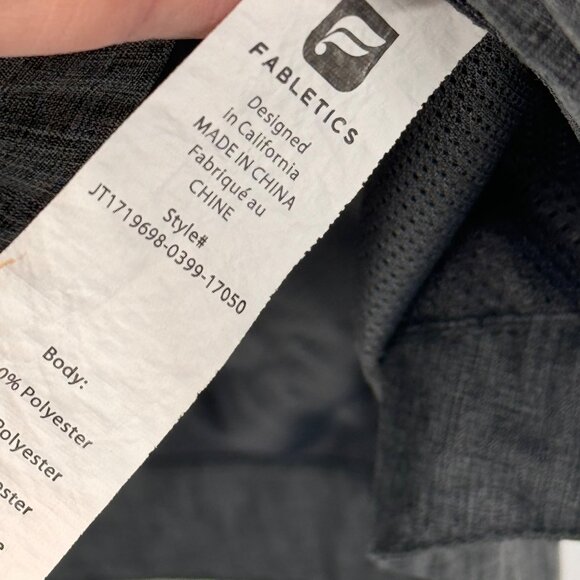 FABLETICS
Designed
in California
MADE IN CHINA
Fabriqué au
CHINE
Style#
JT1719698-0399-17050
Body:
0% Polyester
Polyester
ester